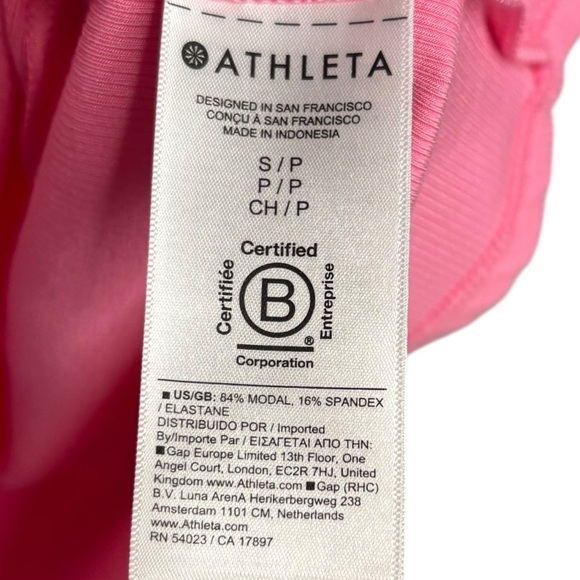 ATHLETA
DESIGNED IN SAN FRANCISCO
CONÇU À SAN FRANCISCO
MADE IN INDONESIA
S / P
P / P
CH / P
Certified
Certifiée
B
Entreprise
®
Corporation
■ US/GB: 84% MODAL, 16% SPANDEX
/ ELASTANE
DISTRIBUIDO POR / Imported
By/Importe Par / ΕΙΣΑΓΕΤΑΙ ΑΠΟ ΤΗΝ:
■Gap Europe Limited 13th Floor, One
Angel Court, London, EC2R 7HJ, United
Kingdom www.Athleta.com ■Gap (RHC)
B.V. Luna ArenA Herikerbergweg 238
Amsterdam 1101 CM, Netherlands
www.Athleta.com
RN 54023 / CA 17897